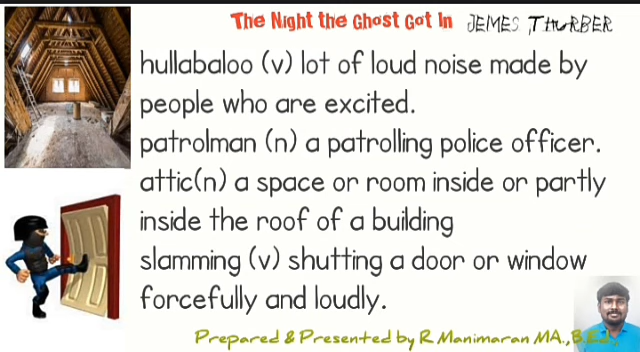 The Night the Ghost Got In JEMES ,THURBER
hullabaloo (v) lot of loud noise made by
people who are excited.
patrolman (n) a patrolling police officer.
attic(n) a space or room inside or partly
inside the roof of a building
slamming (v) shutting a door or window
forcefully and loudly.
Prepared & Presented by R Manimaran MA.,B.Ed.,